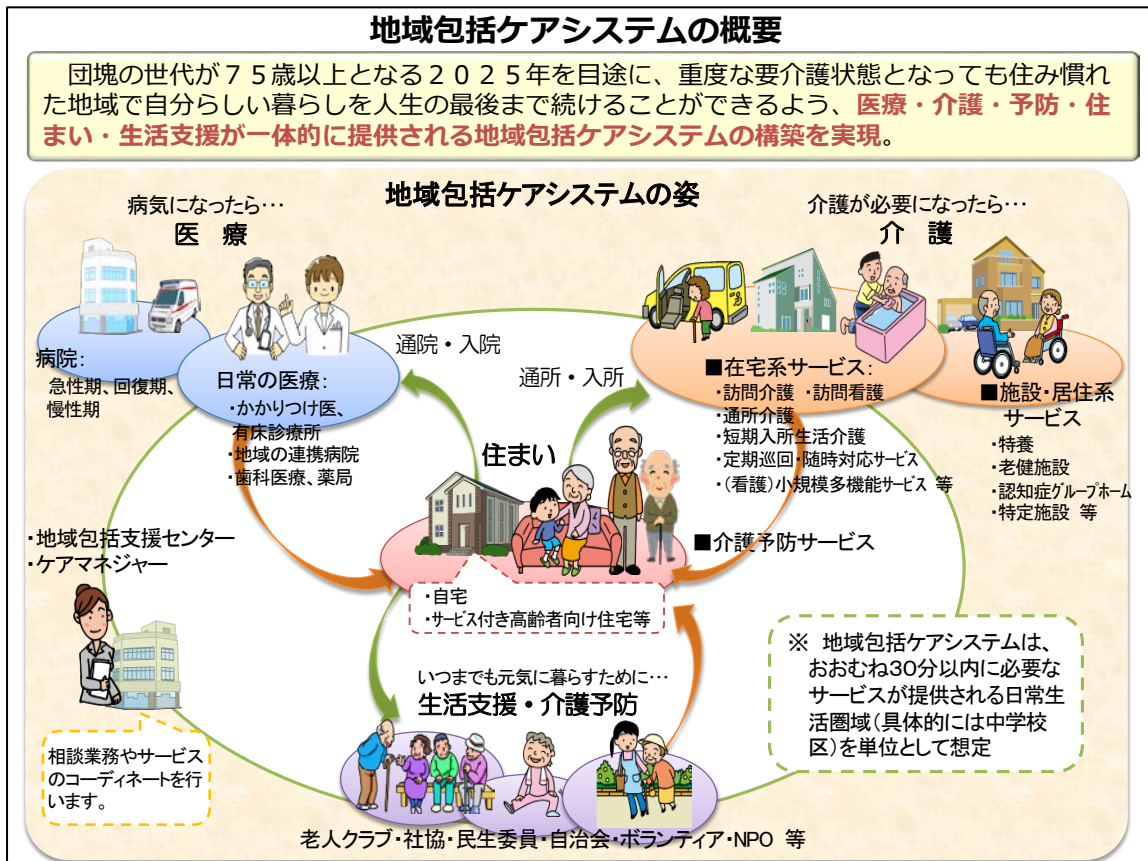 地域包括ケアシステムの概要
団塊の世代が７５歳以上となる２０２５年を目途に、重度な要介護状態となっても住み慣れ
た地域で自分らしい暮らしを人生の最後まで続けることができるよう、医療・介護・予防・住
まい・生活支援が一体的に提供される地域包括ケアシステムの構築を実現。
地域包括ケアシステムの姿
病気になったら…
医　療
介護が必要になったら…
介　護
病院：
急性期、回復期、
慢性期
日常の医療：
・かかりつけ医、
有床診療所
・地域の連携病院
・歯科医療、薬局
通院・入院
通所・入所
■在宅系サービス：
・訪問介護　・訪問看護
・通所介護
・短期入所生活介護
・定期巡回・随時対応サービス
・（看護）小規模多機能サービス 等
■施設・居住系
サービス
・特養
・老健施設
・認知症グループホーム
・特定施設 等
住まい
■介護予防サービス
・自宅
・サービス付き高齢者向け住宅等
・地域包括支援センター
・ケアマネジャー
相談業務やサービス
のコーディネートを行
います。
いつまでも元気に暮らすために…
生活支援・介護予防
老人クラブ・社協・民生委員・自治会・ボランティア・NPO 等
※　地域包括ケアシステムは、
おおむね30分以内に必要な
サービスが提供される日常生
活圏域（具体的には中学校
区）を単位として想定